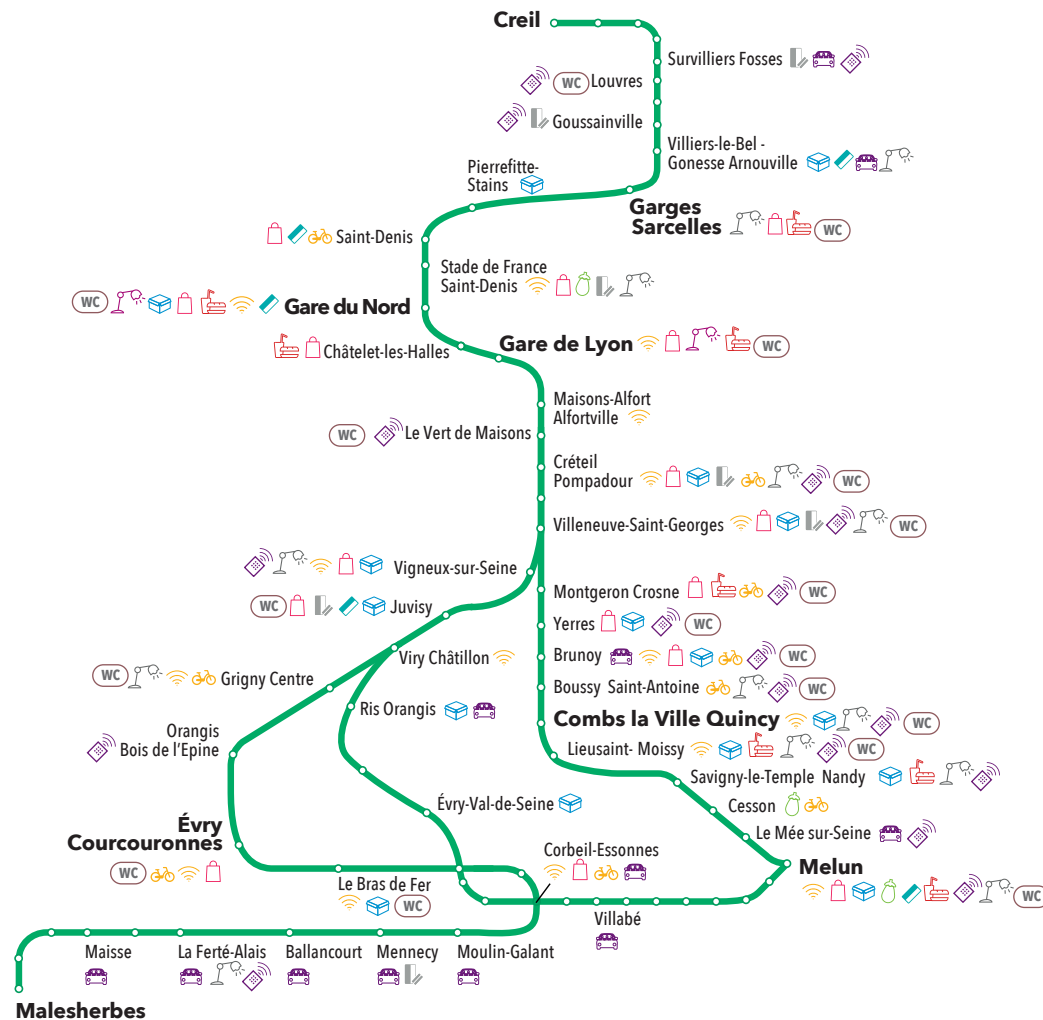 Creil
Survilliers Fosses
WC Louvres
Goussainville
Villiers-le-Bel -
Gonesse Arnouville
Pierrefitte-
Stains
Garges
Sarcelles WC
Saint-Denis
Stade de France
Saint-Denis
WC Gare du Nord
Châtelet-les-Halles
Gare de Lyon WC
Maisons-Alfort
Alfortville
WC Le Vert de Maisons
Créteil
Pompadour WC
Villeneuve-Saint-Georges WC
Vigneux-sur-Seine
Montgeron Crosne WC
WC Juvisy
Yerres WC
Viry Châtillon
Brunoy WC
WC Grigny Centre
Boussy Saint-Antoine WC
Ris Orangis
Combs la Ville Quincy WC
Orangis
Bois de l'Epine
Lieusaint- Moissy WC
Savigny-le-Temple Nandy
Évry-Val-de-Seine
Cesson
Évry
Courcouronnes
WC
Le Mée sur-Seine
Corbeil-Essonnes
Melun
WC
Le Bras de Fer
WC
Villabé
Maisse
La Ferté-Alais
Ballancourt
Mennecy
Moulin-Galant
Malesherbes